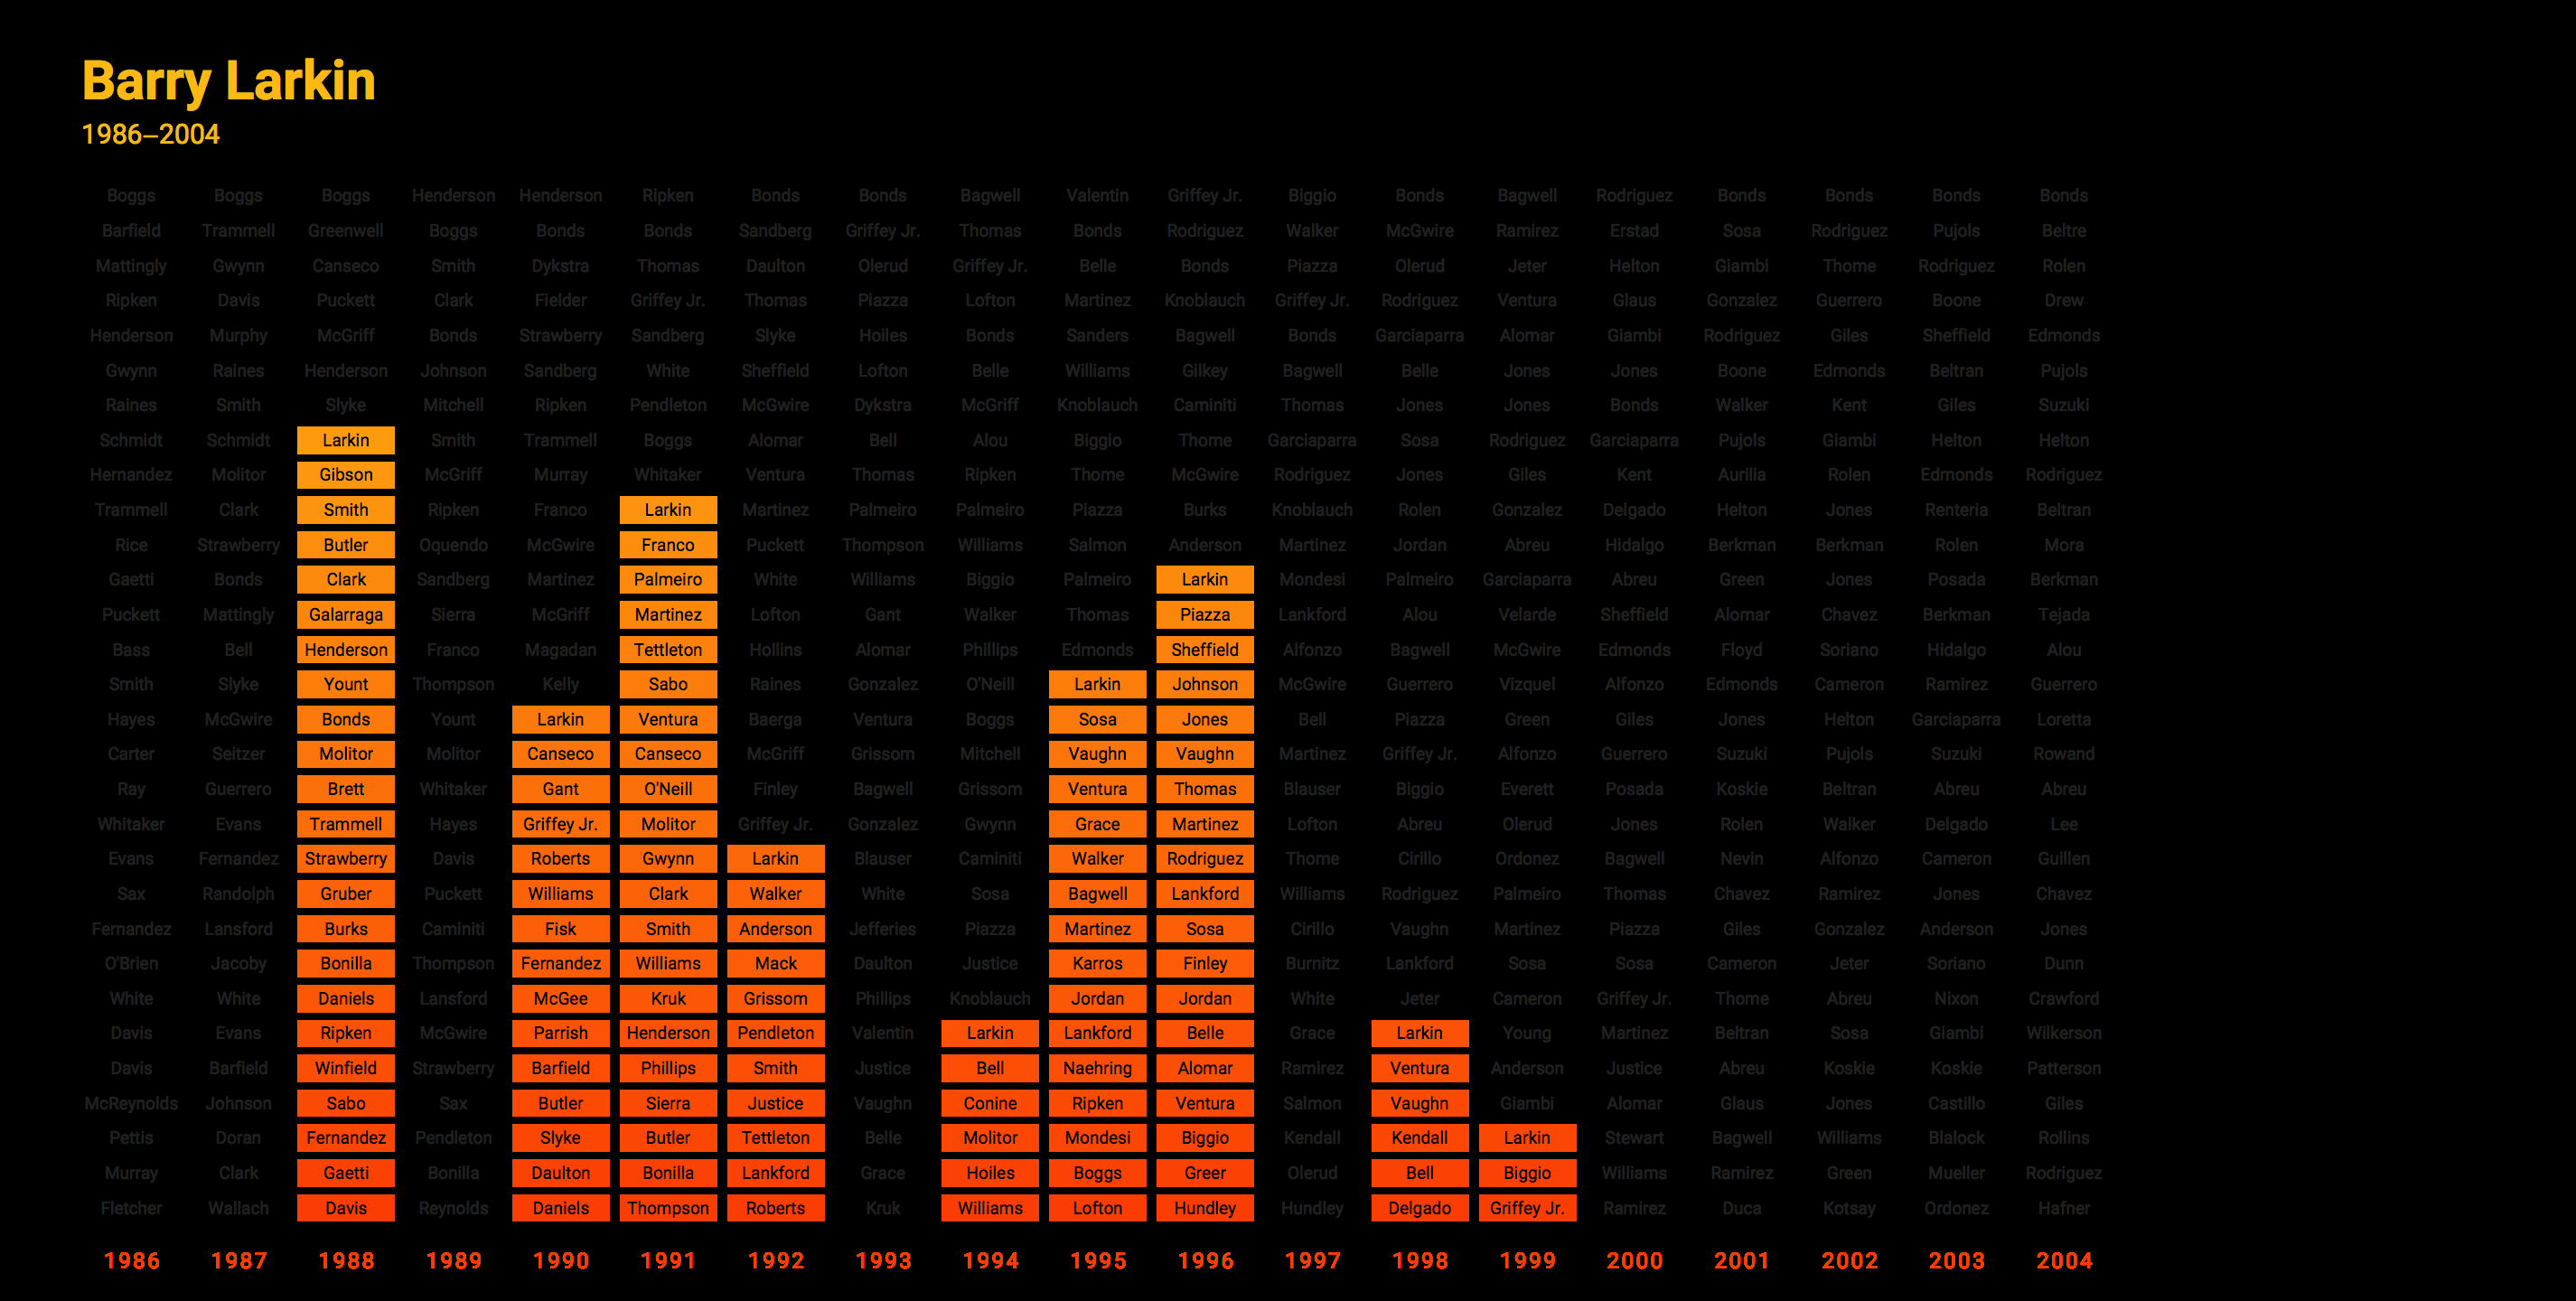 Barry Larkin
1986–2004
Boggs Boggs Boggs Henderson Henderson Ripken Bonds Bonds Bagwell Valentin Griffey Jr. Biggio Bonds Bagwell Rodriguez Bonds Bonds Bonds Bonds
Barfield Trammell Greenwell Boggs Bonds Bonds Sandberg Griffey Jr. Thomas Bonds Rodriguez Walker McGwire Ramirez Erstad Sosa Rodriguez Pujols Beltre
Mattingly Gwynn Canseco Smith Dykstra Thomas Daulton Olerud Griffey Jr. Belle Bonds Piazza Olerud Jeter Helton Giambi Thome Rodriguez Rolen
Ripken Davis Puckett Clark Fielder Griffey Jr. Thomas Piazza Lofton Martinez Knoblauch Griffey Jr. Rodriguez Ventura Glaus Gonzalez Guerrero Boone Drew
Henderson Murphy McGriff Bonds Strawberry Sandberg Slyke Hoiles Bonds Sanders Bagwell Bonds Garciaparra Alomar Giambi Rodriguez Giles Sheffield Edmonds
Gwynn Raines Henderson Johnson Sandberg White Sheffield Lofton Belle Williams Gilkey Bagwell Belle Jones Jones Boone Edmonds Beltran Pujols
Raines Smith Slyke Mitchell Ripken Pendleton McGwire Dykstra McGriff Knoblauch Caminiti Thomas Jones Jones Bonds Walker Kent Giles Suzuki
Schmidt Schmidt Larkin Smith Trammell Boggs Alomar Bell Alou Biggio Thome Garciaparra Sosa Rodriguez Garciaparra Pujols Giambi Helton Helton
Hernandez Molitor Gibson McGriff Murray Whitaker Ventura Thomas Ripken Thome McGwire Rodriguez Jones Giles Kent Aurilia Rolen Edmonds Rodriguez
Trammell Clark Smith Ripken Franco Larkin Martinez Palmeiro Palmeiro Piazza Burks Knoblauch Rolen Gonzalez Delgado Helton Jones Renteria Beltran
Rice Strawberry Butler Oquendo McGwire Franco Puckett Thompson Williams Salmon Anderson Martinez Jordan Abreu Hidalgo Berkman Berkman Rolen Mora
Gaetti Bonds Clark Sandberg Martinez Palmeiro White Williams Biggio Palmeiro Larkin Mondesi Palmeiro Garciaparra Abreu Green Jones Posada Berkman
Puckett Mattingly Galarraga Sierra McGriff Martinez Lofton Gant Walker Thomas Piazza Lankford Alou Velarde Sheffield Alomar Chavez Berkman Tejada
Bass Bell Henderson Franco Magadan Tettleton Hollins Alomar Phillips Edmonds Sheffield Alfonzo Bagwell McGwire Edmonds Floyd Soriano Hidalgo Alou
Smith Slyke Yount Thompson Kelly Sabo Raines Gonzalez O'Neill Larkin Johnson McGwire Guerrero Vizquel Alfonzo Edmonds Cameron Ramirez Guerrero
Hayes McGwire Bonds Yount Larkin Ventura Baerga Ventura Boggs Sosa Jones Bell Piazza Green Giles Jones Helton Garciaparra Loretta
Carter Seitzer Molitor Molitor Canseco Canseco McGriff Grissom Mitchell Vaughn Vaughn Martinez Griffey Jr. Alfonzo Guerrero Suzuki Pujols Suzuki Rowand
Ray Guerrero Brett Whitaker Gant O'Neill Finley Bagwell Grissom Ventura Thomas Blauser Biggio Everett Posada Koskie Beltran Abreu Abreu
Whitaker Evans Trammell Hayes Griffey Jr. Molitor Griffey Jr. Gonzalez Gwynn Grace Martinez Lofton Abreu Olerud Jones Rolen Walker Delgado Lee
Evans Fernandez Strawberry Davis Roberts Gwynn Larkin Blauser Caminiti Walker Rodriguez Thome Cirillo Ordonez Bagwell Nevin Alfonzo Cameron Guillen
Sax Randolph Gruber Puckett Williams Clark Walker White Sosa Bagwell Lankford Williams Rodriguez Palmeiro Thomas Chavez Ramirez Jones Chavez
Fernandez Lansford Burks Caminiti Fisk Smith Anderson Jefferies Piazza Martinez Sosa Cirillo Vaughn Martinez Piazza Giles Gonzalez Anderson Jones
O'Brien Jacoby Bonilla Thompson Fernandez Williams Mack Daulton Justice Karros Finley Burnitz Lankford Sosa Sosa Cameron Jeter Soriano Dunn
White White Daniels Lansford McGee Kruk Grissom Phillips Knoblauch Jordan Jordan White Jeter Cameron Griffey Jr. Thome Abreu Nixon Crawford
Davis Evans Ripken McGwire Parrish Henderson Pendleton Valentin Larkin Lankford Belle Grace Larkin Young Martinez Beltran Sosa Giambi Wilkerson
Davis Barfield Winfield Strawberry Barfield Phillips Smith Justice Bell Naehring Alomar Ramirez Ventura Anderson Justice Abreu Koskie Koskie Patterson
McReynolds Johnson Sabo Sax Butler Sierra Justice Vaughn Conine Ripken Ventura Salmon Vaughn Giambi Alomar Glaus Jones Castillo Giles
Pettis Doran Fernandez Pendleton Slyke Butler Tettleton Belle Molitor Mondesi Biggio Kendall Kendall Larkin Stewart Bagwell Williams Blalock Rollins
Murray Clark Gaetti Bonilla Daulton Bonilla Lankford Grace Hoiles Boggs Greer Olerud Bell Biggio Williams Ramirez Green Mueller Rodriguez
Fletcher Wallach Davis Reynolds Daniels Thompson Roberts Kruk Williams Lofton Hundley Hundley Delgado Griffey Jr. Ramirez Duca Kotsay Ordonez Hafner
1986 1987 1988 1989 1990 1991 1992 1993 1994 1995 1996 1997 1998 1999 2000 2001 2002 2003 2004